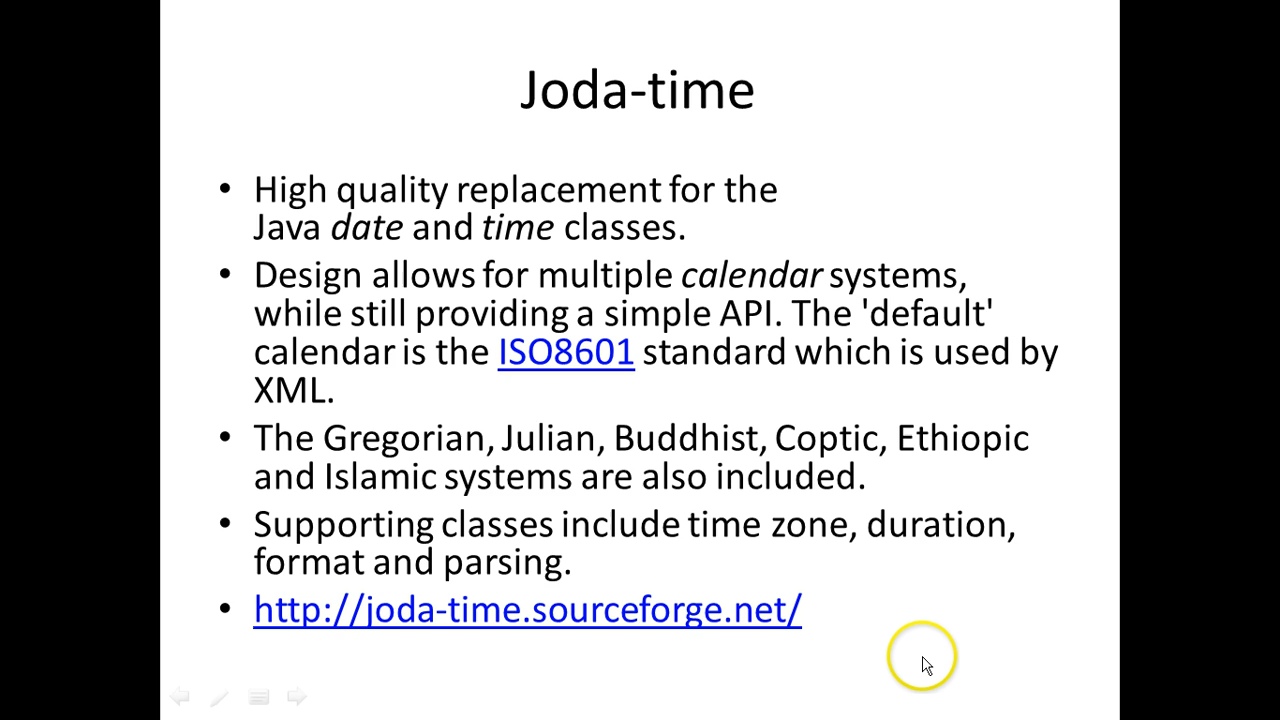 Joda-time
• High quality replacement for the
Java date and time classes.
• Design allows for multiple calendar systems,
while still providing a simple API. The 'default'
calendar is the ISO8601 standard which is used by
XML.
• The Gregorian, Julian, Buddhist, Coptic, Ethiopic
and Islamic systems are also included.
• Supporting classes include time zone, duration,
format and parsing.
• http://joda-time.sourceforge.net/